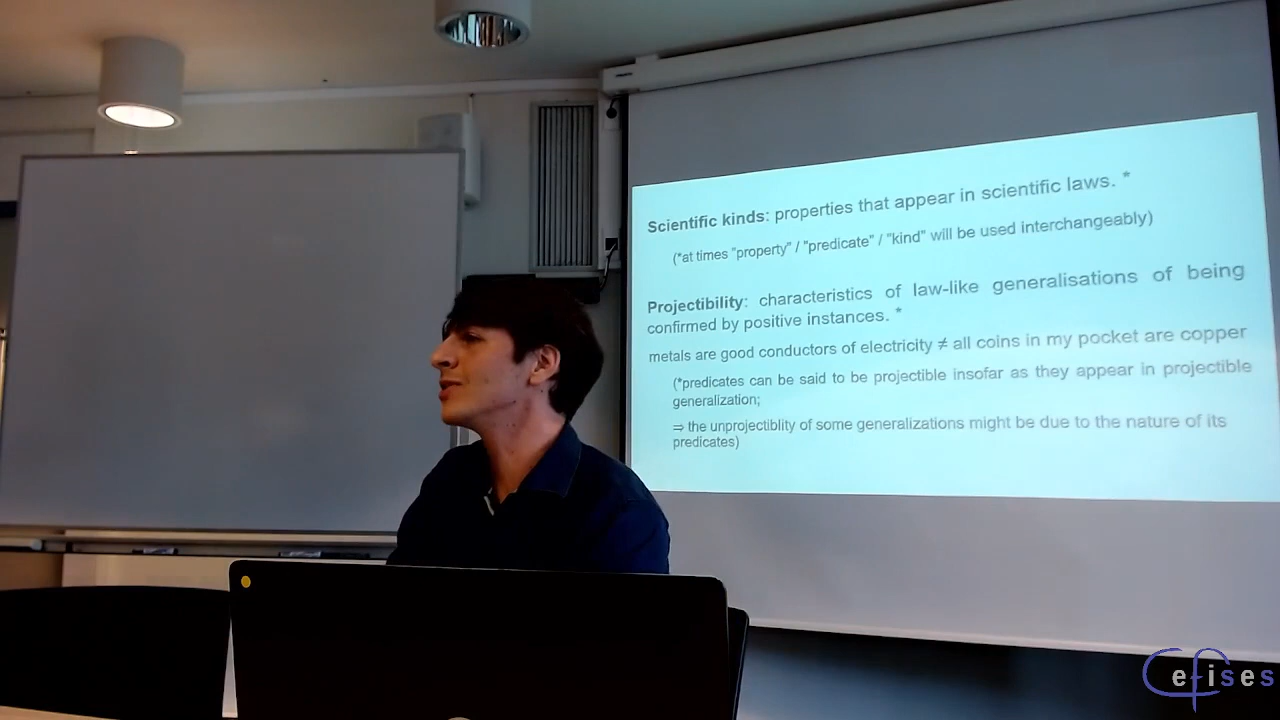 Scientific kinds: properties that appear in scientific laws. *
(*at times "property" / "predicate" / "kind" will be used interchangeably)
Projectibility: characteristics of law-like generalisations of being
confirmed by positive instances. *
metals are good conductors of electricity ≠ all coins in my pocket are copper
(*predicates can be said to be projectible insofar as they appear in projectible
generalization;
⇒ the unprojectiblity of some generalizations might be due to the nature of its
predicates)
Cefises